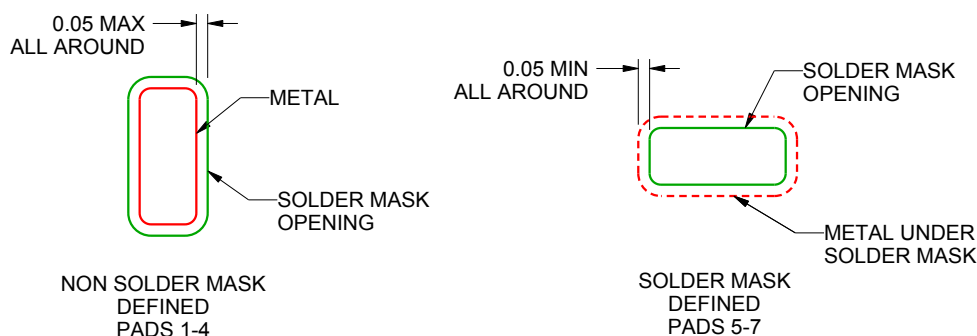 0.05 MAX
ALL AROUND
METAL
SOLDER MASK
OPENING
NON SOLDER MASK
DEFINED
PADS 1-4
0.05 MIN
ALL AROUND
SOLDER MASK
OPENING
METAL UNDER
SOLDER MASK
SOLDER MASK
DEFINED
PADS 5-7